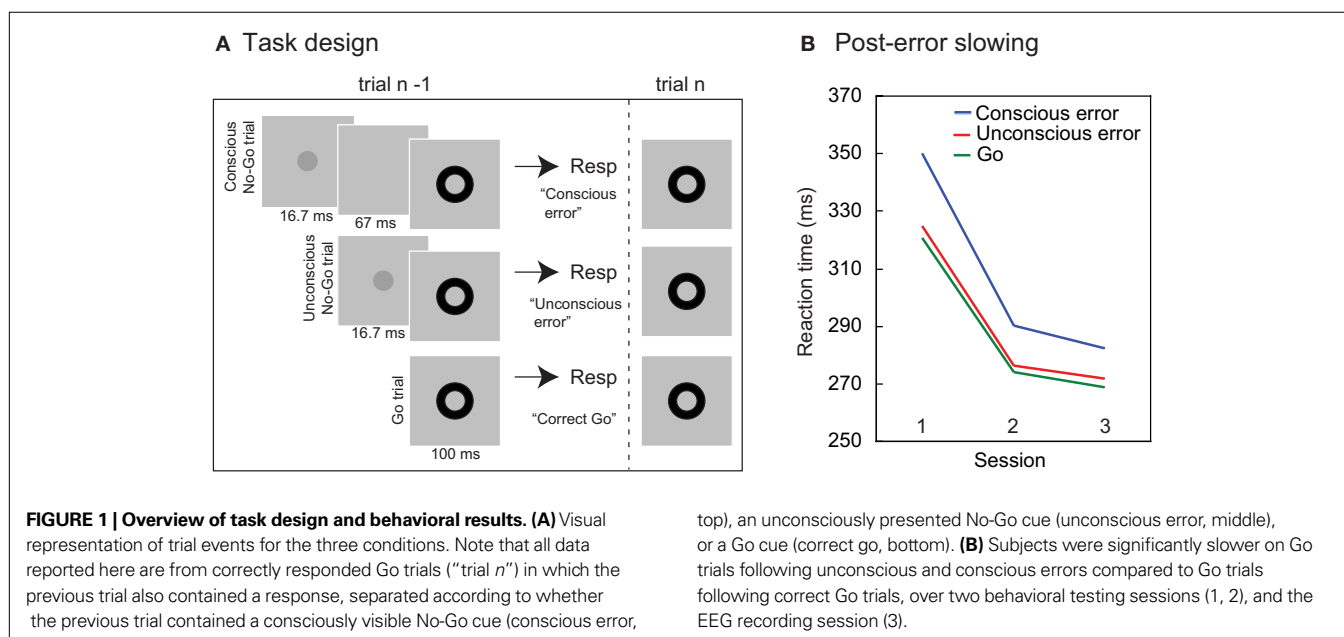 A Task design
trial n -1
trial n
Conscious
No-Go trial
16.7 ms
67 ms
Resp
“Conscious
error”
Unconscious
No-Go trial
16.7 ms
Resp
“Unconscious
error”
Go trial
100 ms
Resp
“Correct Go”
B Post-error slowing
370
350
330
310
290
270
250
Reaction time (ms)
Conscious error
Unconscious error
Go
1 2 3
Session
FIGURE 1 | Overview of task design and behavioral results. (A) Visual
representation of trial events for the three conditions. Note that all data
reported here are from correctly responded Go trials (“trial n”) in which the
previous trial also contained a response, separated according to whether
the previous trial contained a consciously visible No-Go cue (conscious error,
top), an unconsciously presented No-Go cue (unconscious error, middle),
or a Go cue (correct go, bottom). (B) Subjects were significantly slower on Go
trials following unconscious and conscious errors compared to Go trials
following correct Go trials, over two behavioral testing sessions (1, 2), and the
EEG recording session (3).